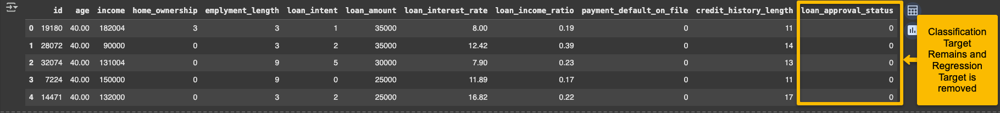 id age income home_ownership emplyment_length loan_intent loan_amount loan_interest_rate loan_income_ratio payment_default_on_file credit_history_length loan_approval_status
0 19180 40.00 182004 3 3 1 35000 8.00 0.19 0 11 0
1 28072 40.00 90000 0 3 2 35000 12.42 0.39 0 14 0
2 32074 40.00 131004 0 9 5 30000 7.90 0.23 0 13 0
3 7224 40.00 150000 0 9 0 25000 11.89 0.17 0 11 0
4 14471 40.00 132000 0 3 2 25000 16.82 0.22 0 17 0
Classification
Target
Remains and
Regression
Target is
removed